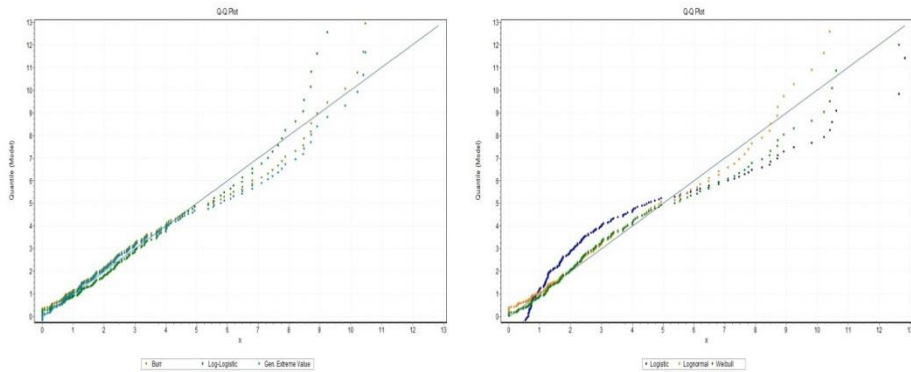 Q-Q Plot
13
12
11
10
9
8
7
6
5
4
3
2
1
0
Quantile (Model)
0 1 2 3 4 5 6 7 8 9 10 11 12 13
x
Burr Log-Logistic Gen. Extreme Value
Q-Q Plot
13
12
11
10
9
8
7
6
5
4
3
2
1
0
Quantile (Model)
0 1 2 3 4 5 6 7 8 9 10 11 12 13
x
Logistic Lognormal Weibull